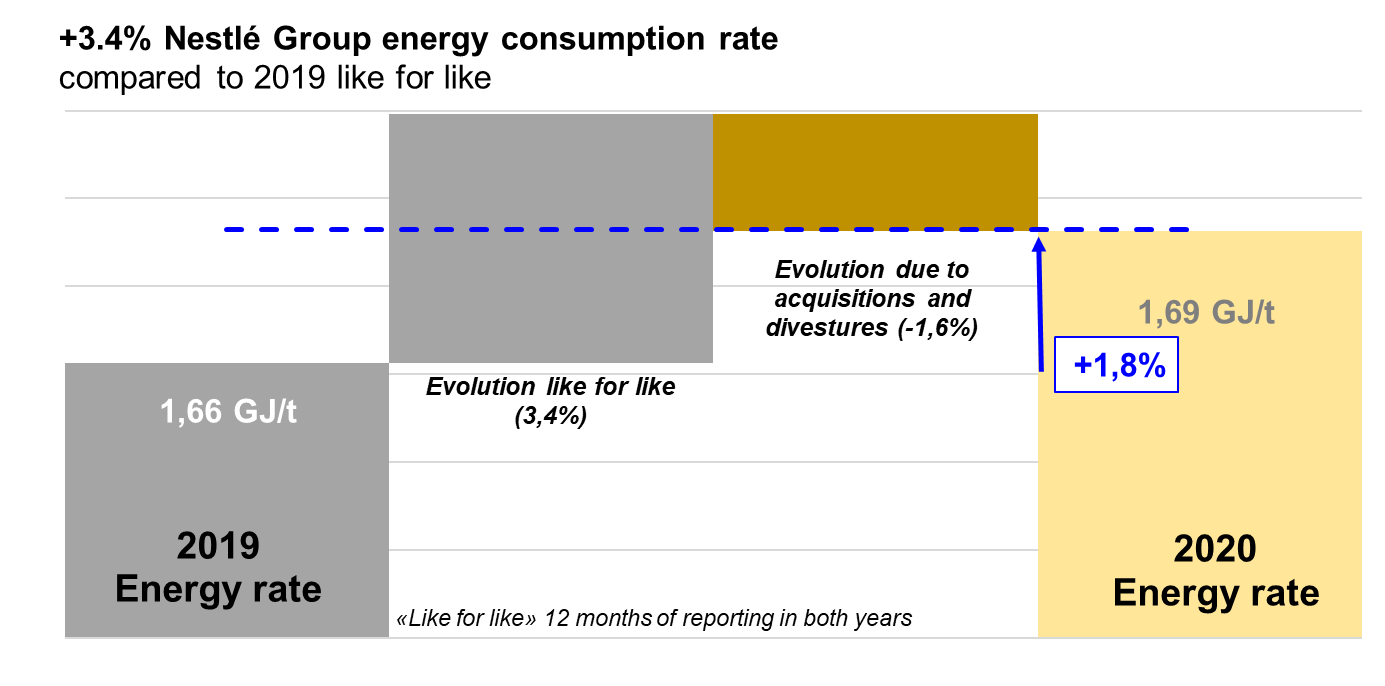 +3.4% Nestlé Group energy consumption rate
compared to 2019 like for like
Evolution due to
acquisitions and
divestures (-1,6%)
1,69 GJ/t
+1,8%
Evolution like for like
(3,4%)
1,66 GJ/t
2019
Energy rate
2020
Energy rate
«Like for like» 12 months of reporting in both years